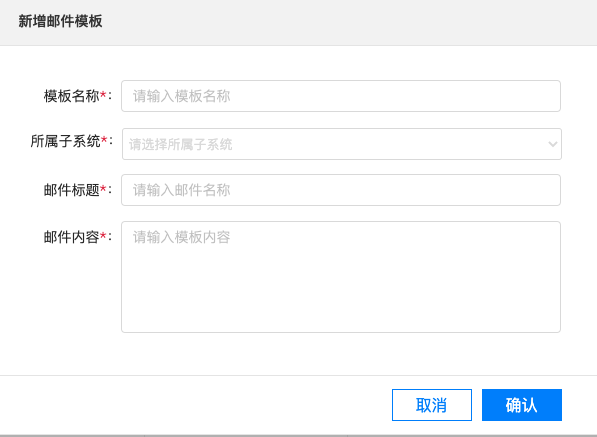 新增邮件模板
模板名称*: 请输入模板名称
所属子系统*: 请选择所属子系统
邮件标题*: 请输入邮件名称
邮件内容*: 请输入模板内容
取消 确认